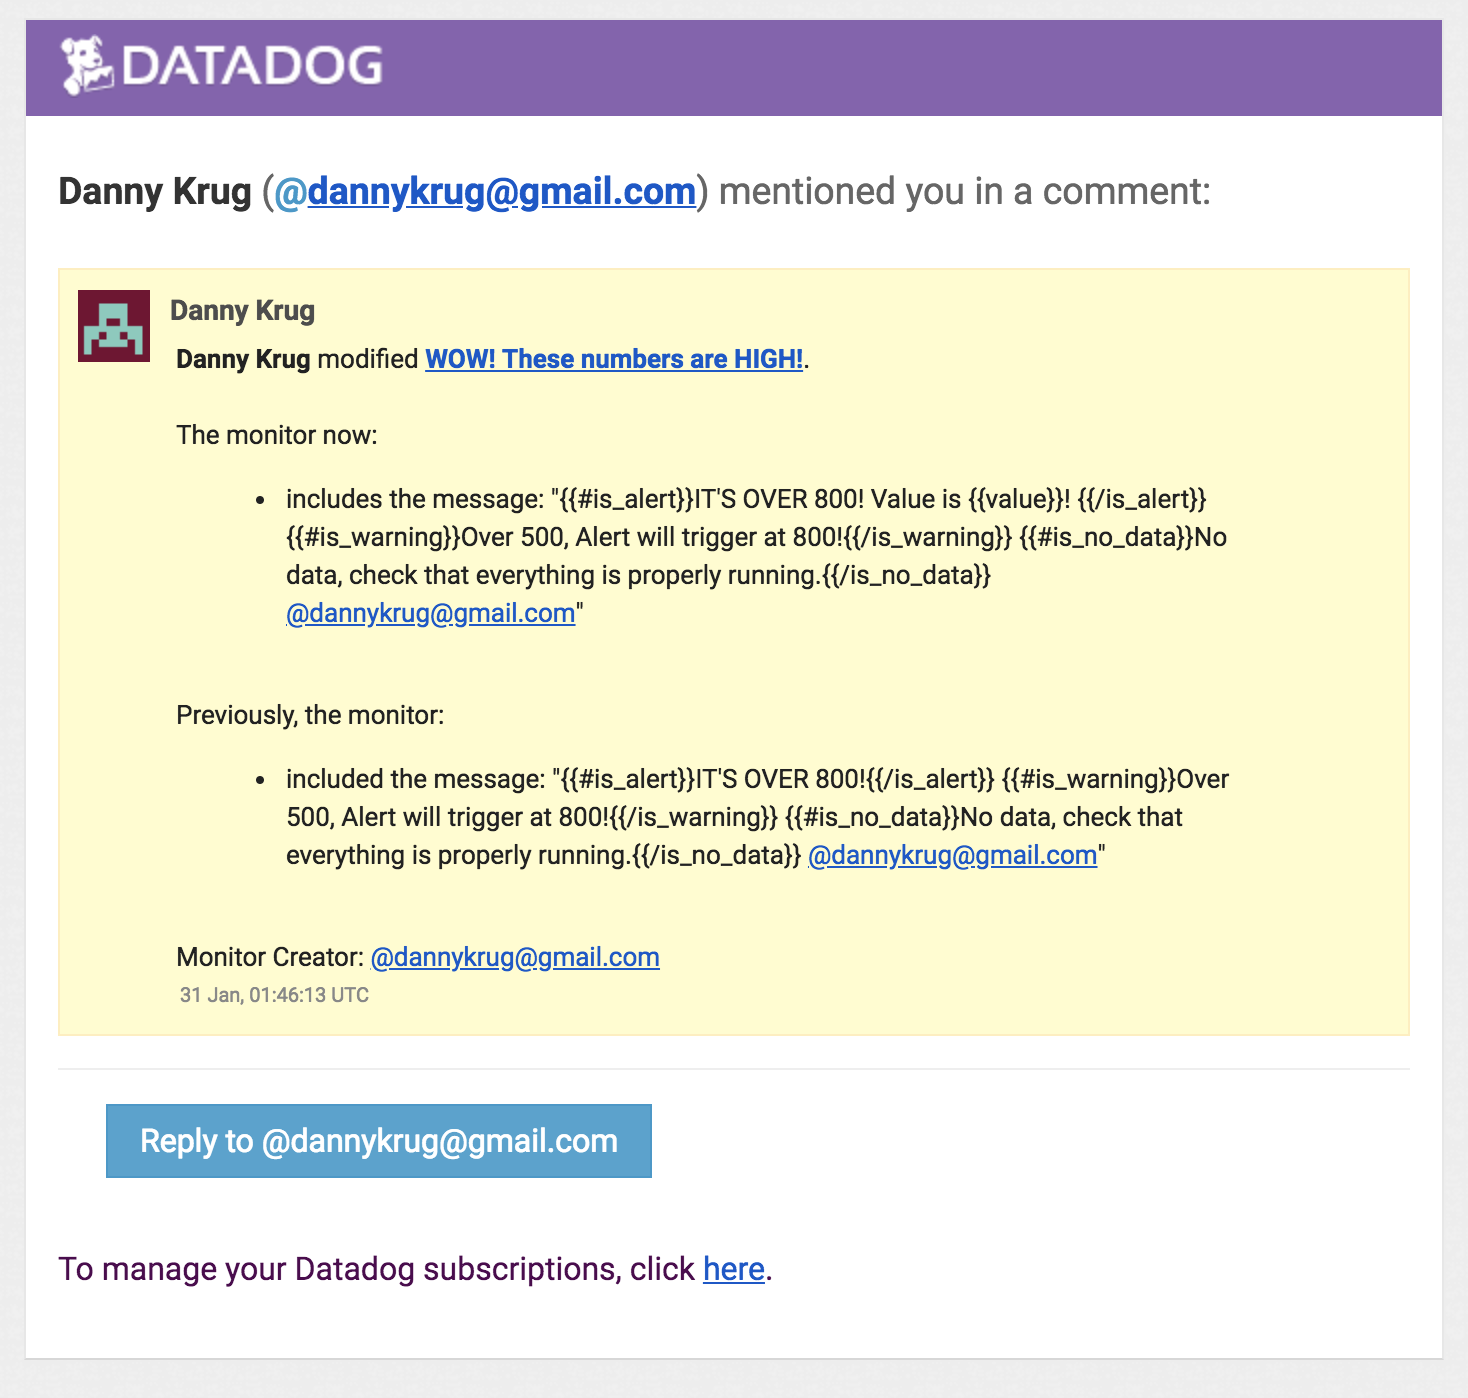 DATADOG
Danny Krug (@dannykrug@gmail.com) mentioned you in a comment:
Danny Krug
Danny Krug modified WOW! These numbers are HIGH!.
The monitor now:
• includes the message: "{{#is_alert}}IT'S OVER 800! Value is {{value}}! {{/is_alert}}
{{#is_warning}}Over 500, Alert will trigger at 800!{{/is_warning}} {{#is_no_data}}No
data, check that everything is properly running.{{/is_no_data}}
@dannykrug@gmail.com"
Previously, the monitor:
• included the message: "{{#is_alert}}IT'S OVER 800!{{/is_alert}} {{#is_warning}}Over
500, Alert will trigger at 800!{{/is_warning}} {{#is_no_data}}No data, check that
everything is properly running.{{/is_no_data}} @dannykrug@gmail.com"
Monitor Creator: @dannykrug@gmail.com
31 Jan, 01:46:13 UTC
Reply to @dannykrug@gmail.com
To manage your Datadog subscriptions, click here.